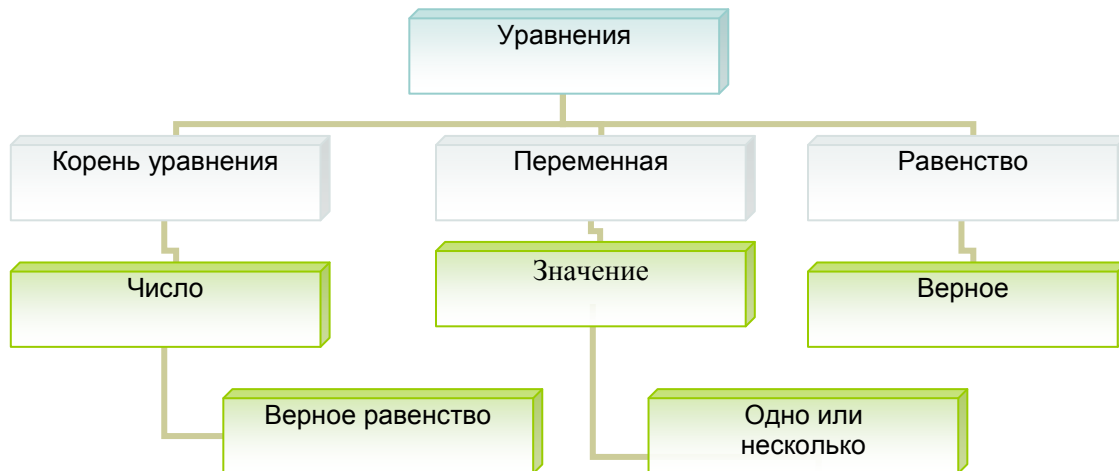 Уравнения
Корень уравнения
Переменная
Равенство
Число
Значение
Верное
Верное равенство
Одно или
несколько